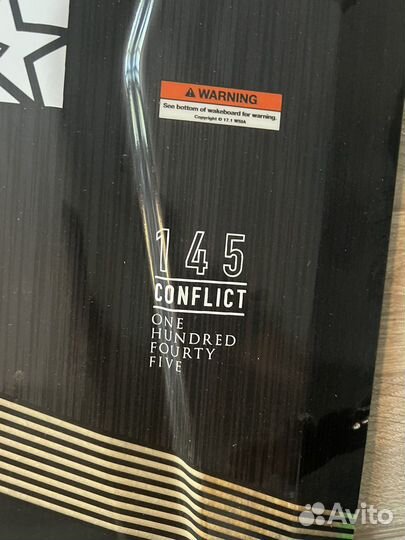 WARNING
See bottom of wakeboard for warning.
Copyright © 17.1 WSIA
145
CONFLICT
ONE
HUNDRED
FOURTY
FIVE
Avito